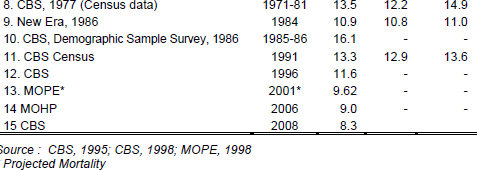 8. CBS, 1977 (Census data) 1971-81 13.5 12.2 14.9
9. New Era, 1986 1984 10.9 10.8 11.0
10. CBS, Demographic Sample Survey, 1986 1985-86 16.1 - -
11. CBS Census 1991 13.3 12.9 13.6
12. CBS 1996 11.6 - -
13. MOPE* 2001* 9.62 - -
14 MOHP 2006 9.0 - -
15 CBS 2008 8.3
Source : CBS, 1995; CBS, 1998; MOPE, 1998
Projected Mortality